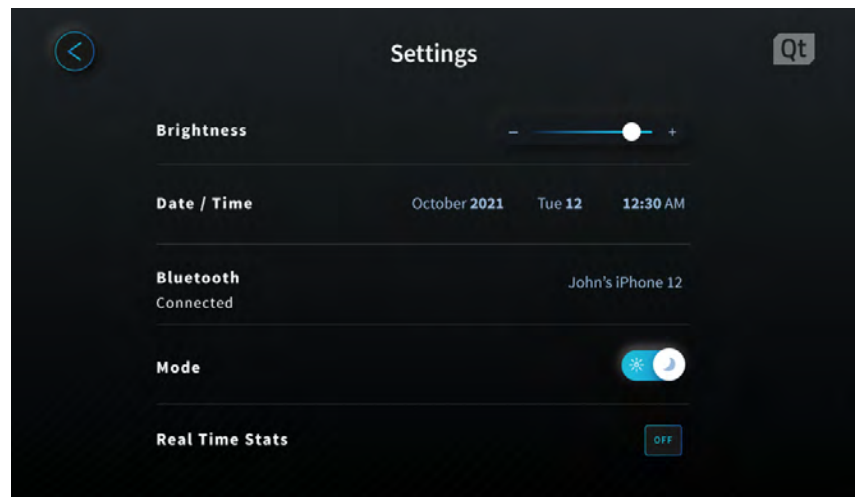 Settings
Qt
Brightness - +
Date / Time October 2021 Tue 12 12:30 AM
Bluetooth John's iPhone 12
Connected
Mode
Real Time Stats OFF